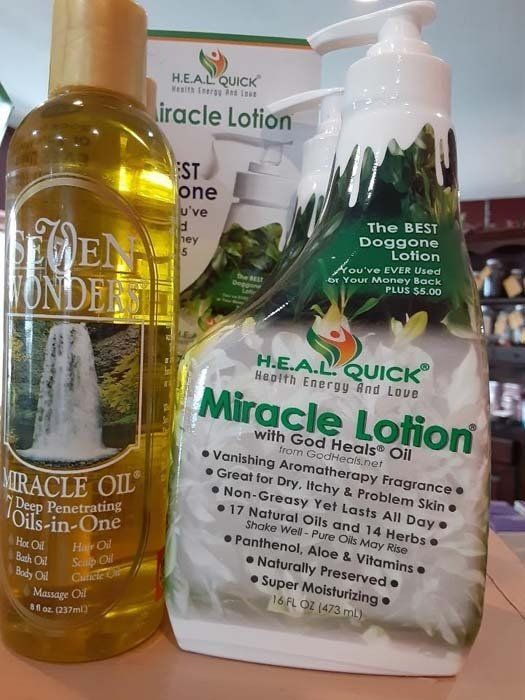 SEVEN
WONDERS
MIRACLE OIL®
7 Deep Penetrating
Oils-in-One
Hot Oil
Hair Oil
Bath Oil
Scalp Oil
Body Oil
Cuticle Oil
Massage Oil
8 fl oz. (237mL)
H.E.A.L. QUICK®
Health Energy And Love
Miracle Lotion
The BEST
Doggone
Lotion
You've EVER Used
or Your Money Back
PLUS $5.00
H.E.A.L. QUICK®
Health Energy And Love
Miracle Lotion®
with God Heals® Oil
from GodHeals.net
• Vanishing Aromatherapy Fragrance •
• Great for Dry, Itchy & Problem Skin •
• Non-Greasy Yet Lasts All Day •
• 17 Natural Oils and 14 Herbs •
Shake Well - Pure Oils May Rise
• Panthenol, Aloe & Vitamins •
• Naturally Preserved •
• Super Moisturizing •
16 FL OZ (473 mL)